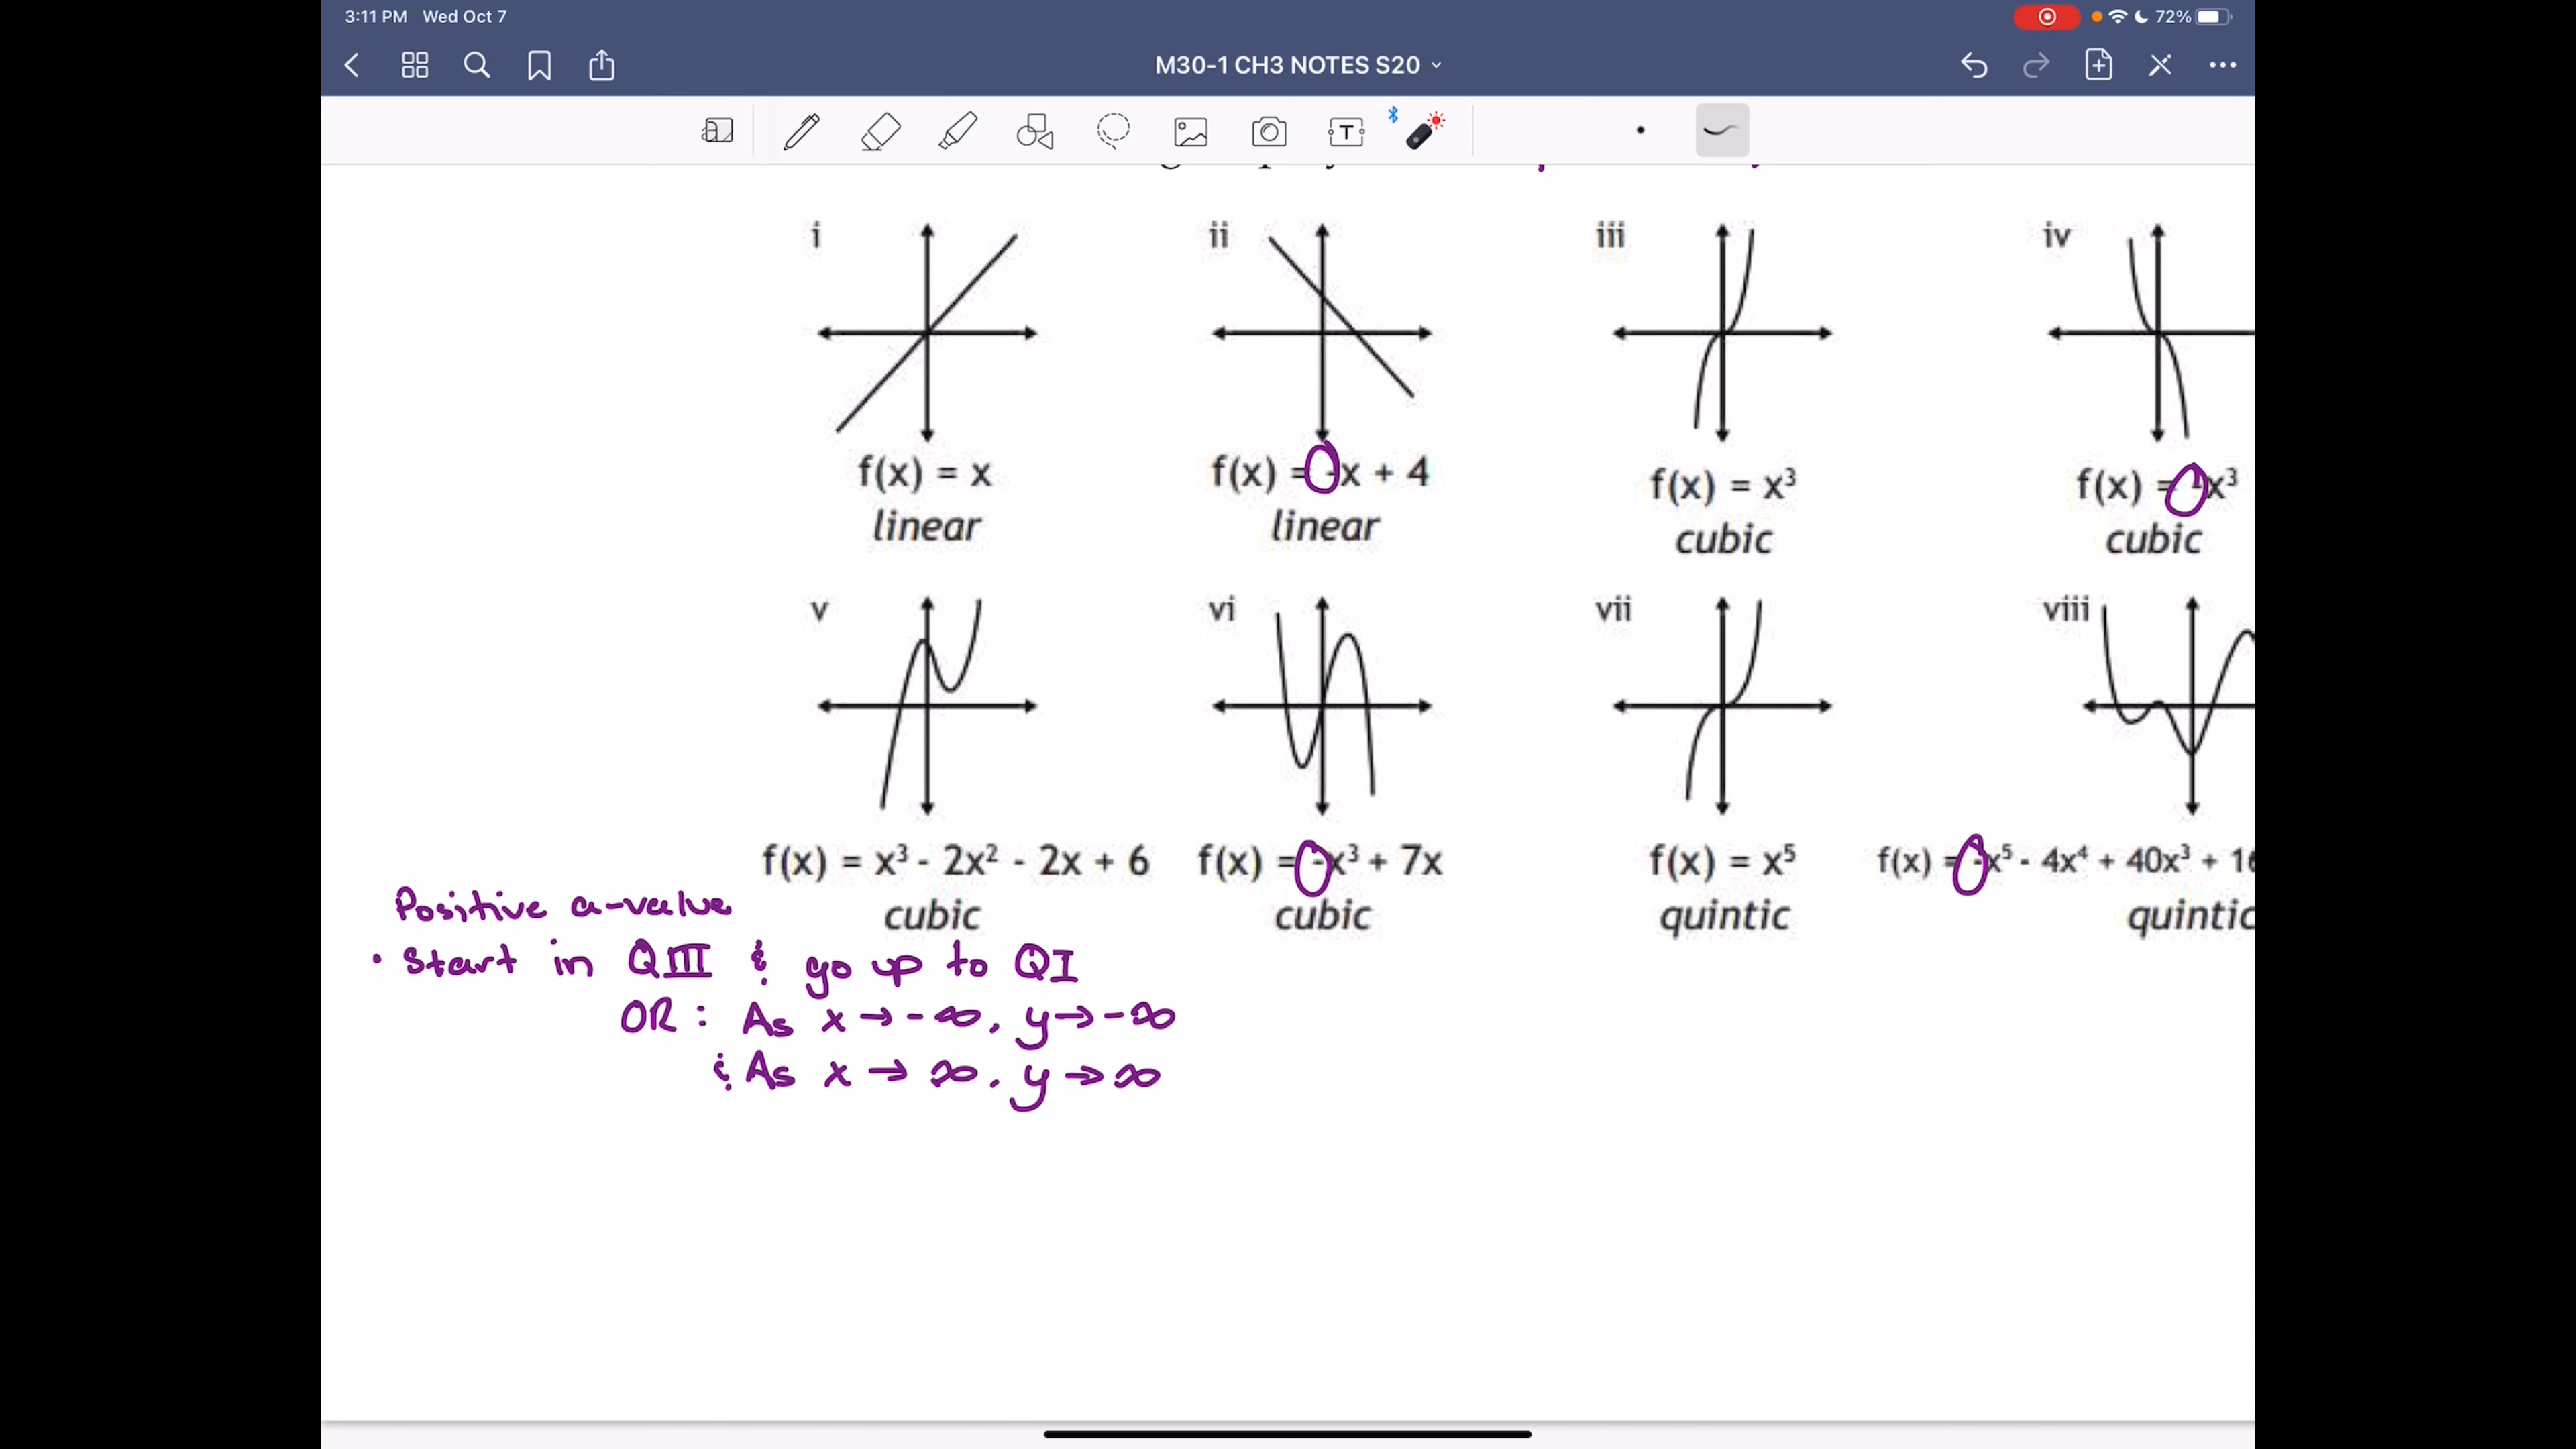 3:11 PM Wed Oct 7
72%
M30-1 CH3 NOTES S20
i
ii
iii
iv
f(x) = x
f(x) = -x + 4
f(x) = x³
f(x) = -x³
linear
linear
cubic
cubic
v
vi
vii
viii
f(x) = x³ - 2x² - 2x + 6
f(x) = -x³ + 7x
f(x) = x⁵
f(x) = -x⁵ - 4x⁴ + 40x³ + 16
cubic
cubic
quintic
quintic
Positive a-value
• Start in QIII & go up to QI
OR: As x → -∞, y → -∞
& As x → ∞, y → ∞